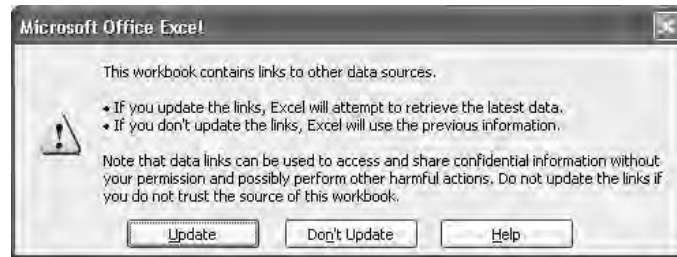 Microsoft Office Excel
This workbook contains links to other data sources.
• If you update the links, Excel will attempt to retrieve the latest data.
• If you don't update the links, Excel will use the previous information.
Note that data links can be used to access and share confidential information without
your permission and possibly perform other harmful actions. Do not update the links if
you do not trust the source of this workbook.
Update Don't Update Help